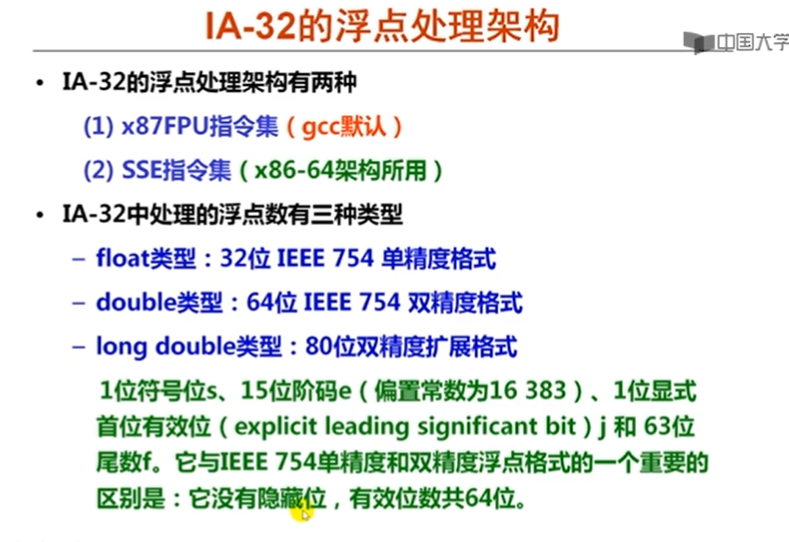 IA-32的浮点处理架构
中国大学
• IA-32的浮点处理架构有两种
(1) x87FPU指令集（gcc默认）
(2) SSE指令集（x86-64架构所用）
• IA-32中处理的浮点数有三种类型
– float类型：32位 IEEE 754 单精度格式
– double类型：64位 IEEE 754 双精度格式
– long double类型：80位双精度扩展格式
1位符号位s、15位阶码e（偏置常数为16 383）、1位显式
首位有效位（explicit leading significant bit）j 和 63位
尾数f。它与IEEE 754单精度和双精度浮点格式的一个重要的
区别是：它没有隐藏位，有效位数共64位。